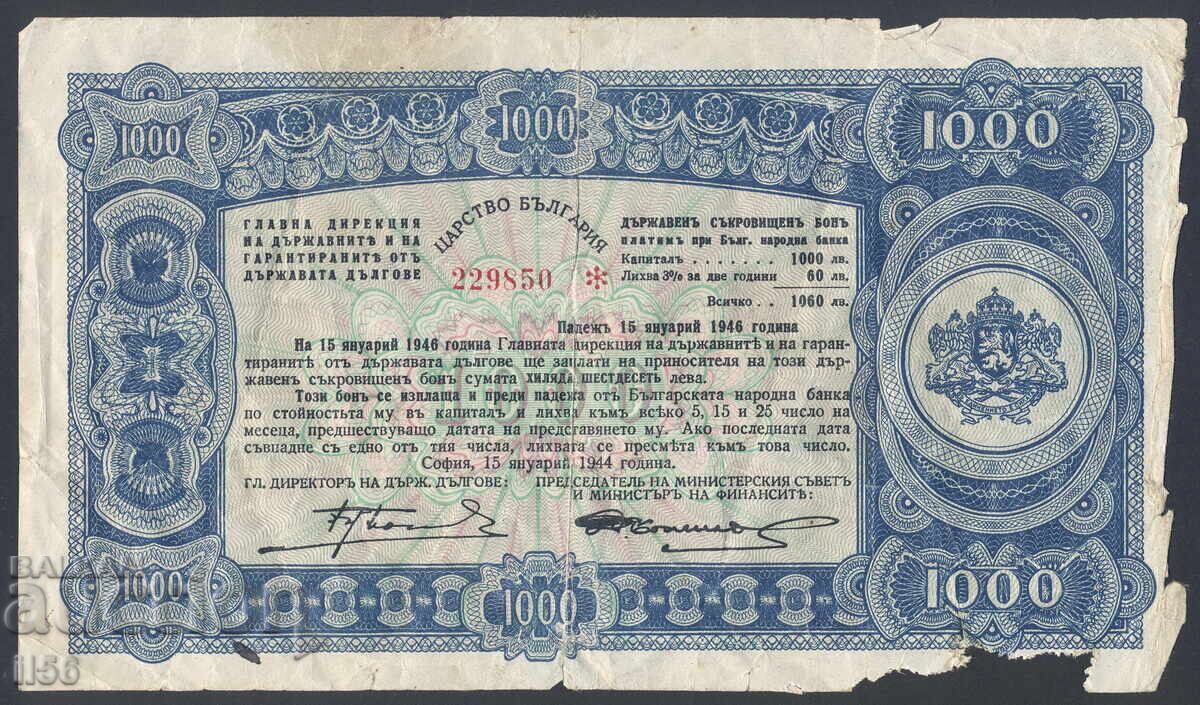 1000
1000
1000
ГЛАВНА ДИРЕКЦИЯ
НА ДЪРЖАВНИТѢ И НА
ГАРАНТИРАНИТЕ ОТЪ
ДЪРЖАВАТА ДЪЛГОВЕ
ЦАРСТВО БЪЛГАРИЯ
229850 *
ДЪРЖАВЕНЪ СЪКРОВИЩЕНЪ БОНЪ
ПЛАТИМЪ при Бълг. народна банка
Капиталъ . . . . . . . 1000 лв.
Лихва 3% за две години 60 лв.
Всичко . . 1060 лв.
Падежъ 15 януарий 1946 година
На 15 януарий 1946 година Главната дирекция на държавнитѣ и на гаран-
тиранитѣ отъ държавата дългове ще заплати на приносителя на този дър-
жавенъ съкровищенъ бонъ сумата ХИЛЯДА ШЕСТДЕСЕТЬ лева.
Този бонъ се изплаща и преди падежа отъ Българската народна банка
по стойностьта му въ капиталъ и лихва къмъ всѣко 5, 15 и 25 число на
месеца, предшествуващо датата на представянето му. Ако последната дата
съвпадне съ едно отъ тия числа, лихвата се пресмѣта къмъ това число.
София, 15 януарий 1944 година.
ГЛ. ДИРЕКТОРЪ НА ДЪРЖ. ДЪЛГОВЕ:
ПРЕДСЕДАТЕЛЬ НА МИНИСТЕРСКИЯ СЪВЕТЪ
И МИНИСТЪРЪ НА ФИНАНСИТѢ:
1000
1000
1000
BALKAN
il56